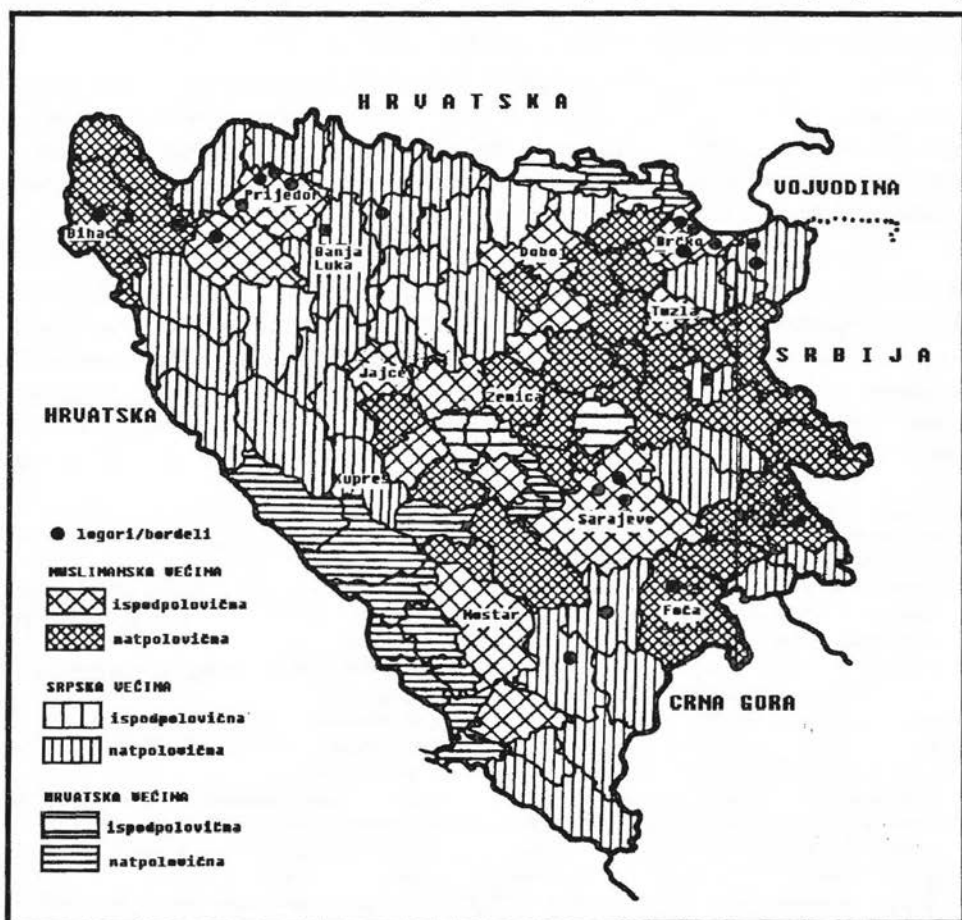 HRVATSKA
VOJVODINA
Prijedor
Bihać
Banja
Luka
Doboj
Brčko
Tuzla
SRBIJA
Jajce
Zenica
HRVATSKA
Kupres
Sarajevo
● logori/bordeli
MUSLIMANSKA VEĆINA
ispodpolovična
natpolovična
Mostar
Foča
SRPSKA VEĆINA
ispodpolovična
natpolovična
CRNA GORA
HRVATSKA VEĆINA
ispodpolovična
natpolovična